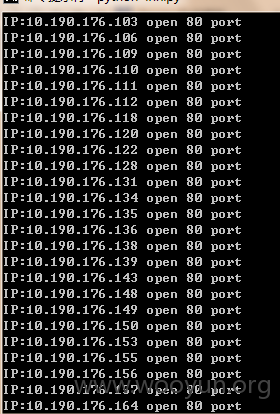 IP:10.190.176.103 open 80 port
IP:10.190.176.106 open 80 port
IP:10.190.176.109 open 80 port
IP:10.190.176.110 open 80 port
IP:10.190.176.111 open 80 port
IP:10.190.176.112 open 80 port
IP:10.190.176.118 open 80 port
IP:10.190.176.120 open 80 port
IP:10.190.176.122 open 80 port
IP:10.190.176.128 open 80 port
IP:10.190.176.131 open 80 port
IP:10.190.176.134 open 80 port
IP:10.190.176.135 open 80 port
IP:10.190.176.136 open 80 port
IP:10.190.176.138 open 80 port
IP:10.190.176.139 open 80 port
IP:10.190.176.143 open 80 port
IP:10.190.176.148 open 80 port
IP:10.190.176.149 open 80 port
IP:10.190.176.150 open 80 port
IP:10.190.176.153 open 80 port
IP:10.190.176.155 open 80 port
IP:10.190.176.156 open 80 port
IP:10.190.176.157 open 80 port
www.wooyun.org
IP:10.190.176.164 open 80 port